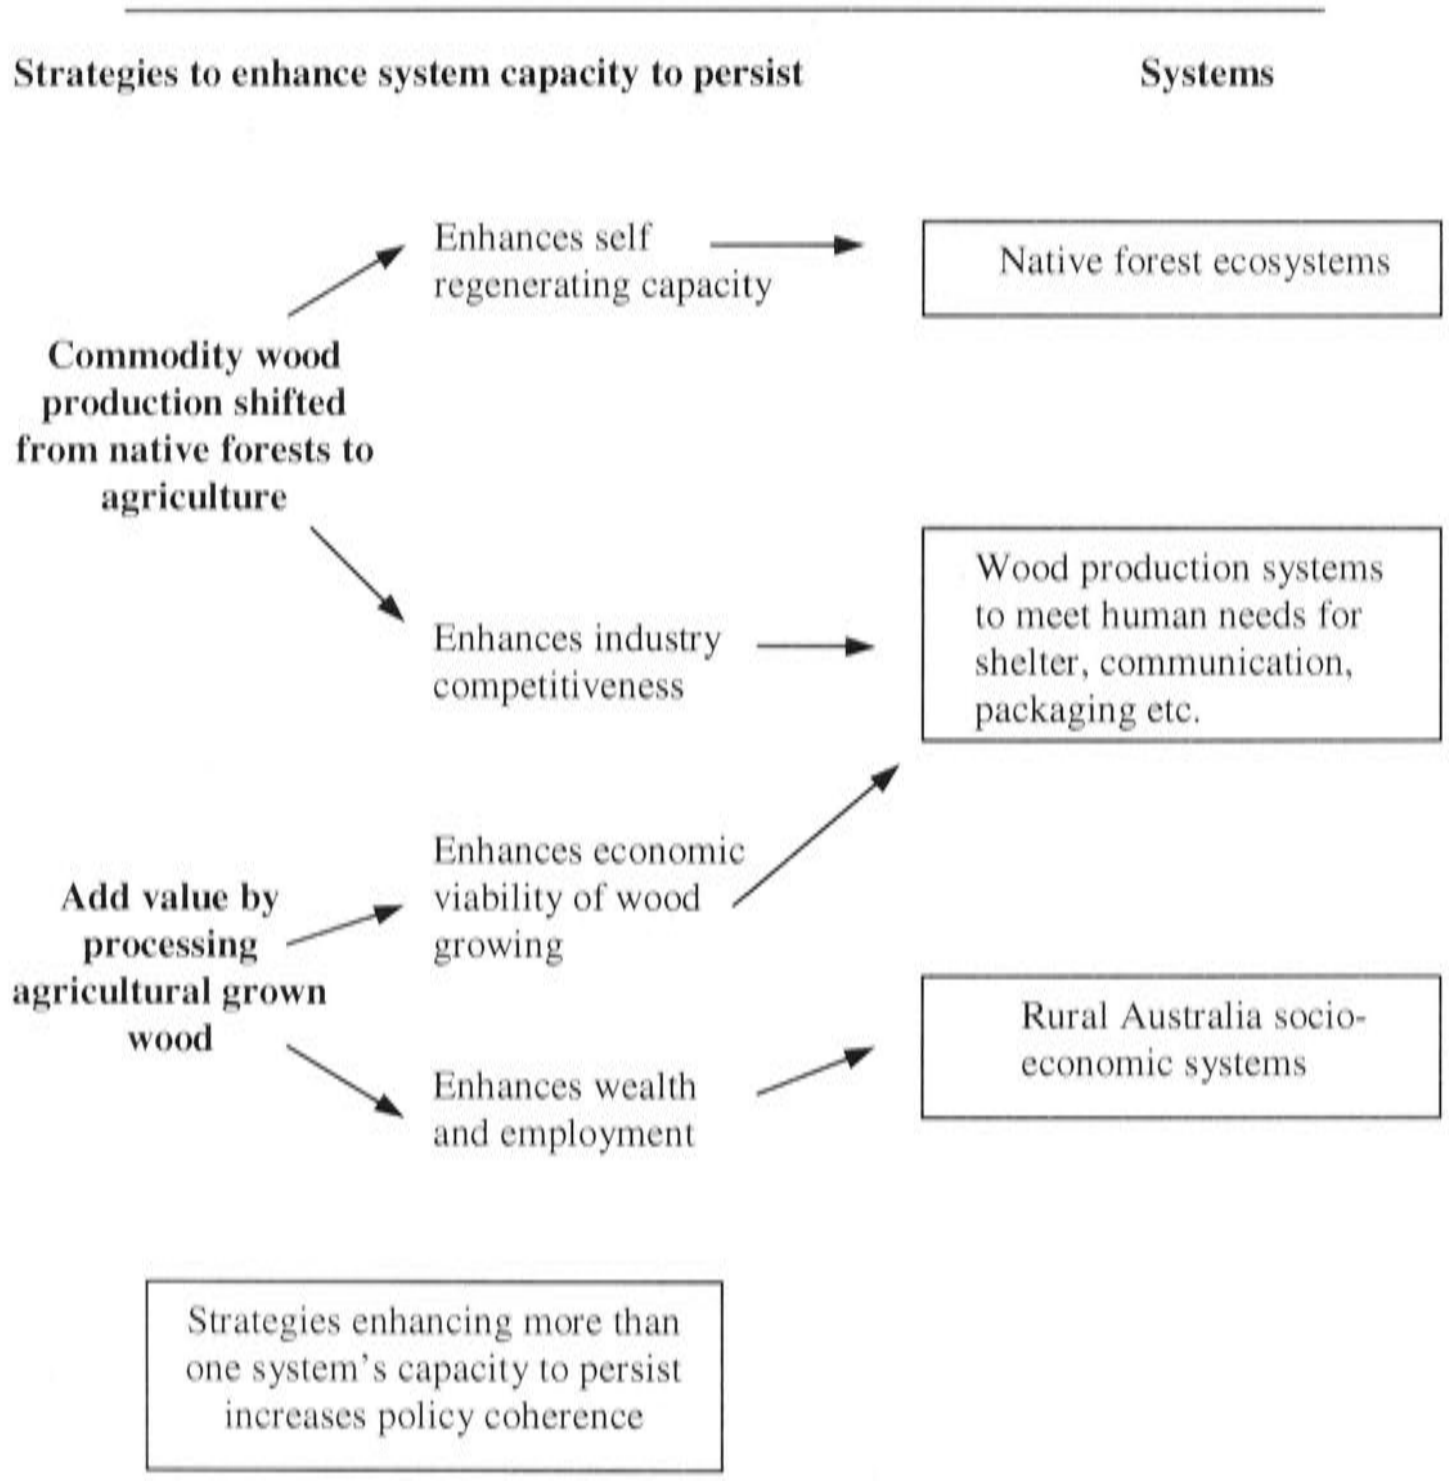 Strategies to enhance system capacity to persist
Systems
Enhances self
regenerating capacity
Native forest ecosystems
Commodity wood
production shifted
from native forests to
agriculture
Enhances industry
competitiveness
Wood production systems
to meet human needs for
shelter, communication,
packaging etc.
Add value by
processing
agricultural grown
wood
Enhances economic
viability of wood
growing
Enhances wealth
and employment
Rural Australia socio-
economic systems
Strategies enhancing more than
one system's capacity to persist
increases policy coherence